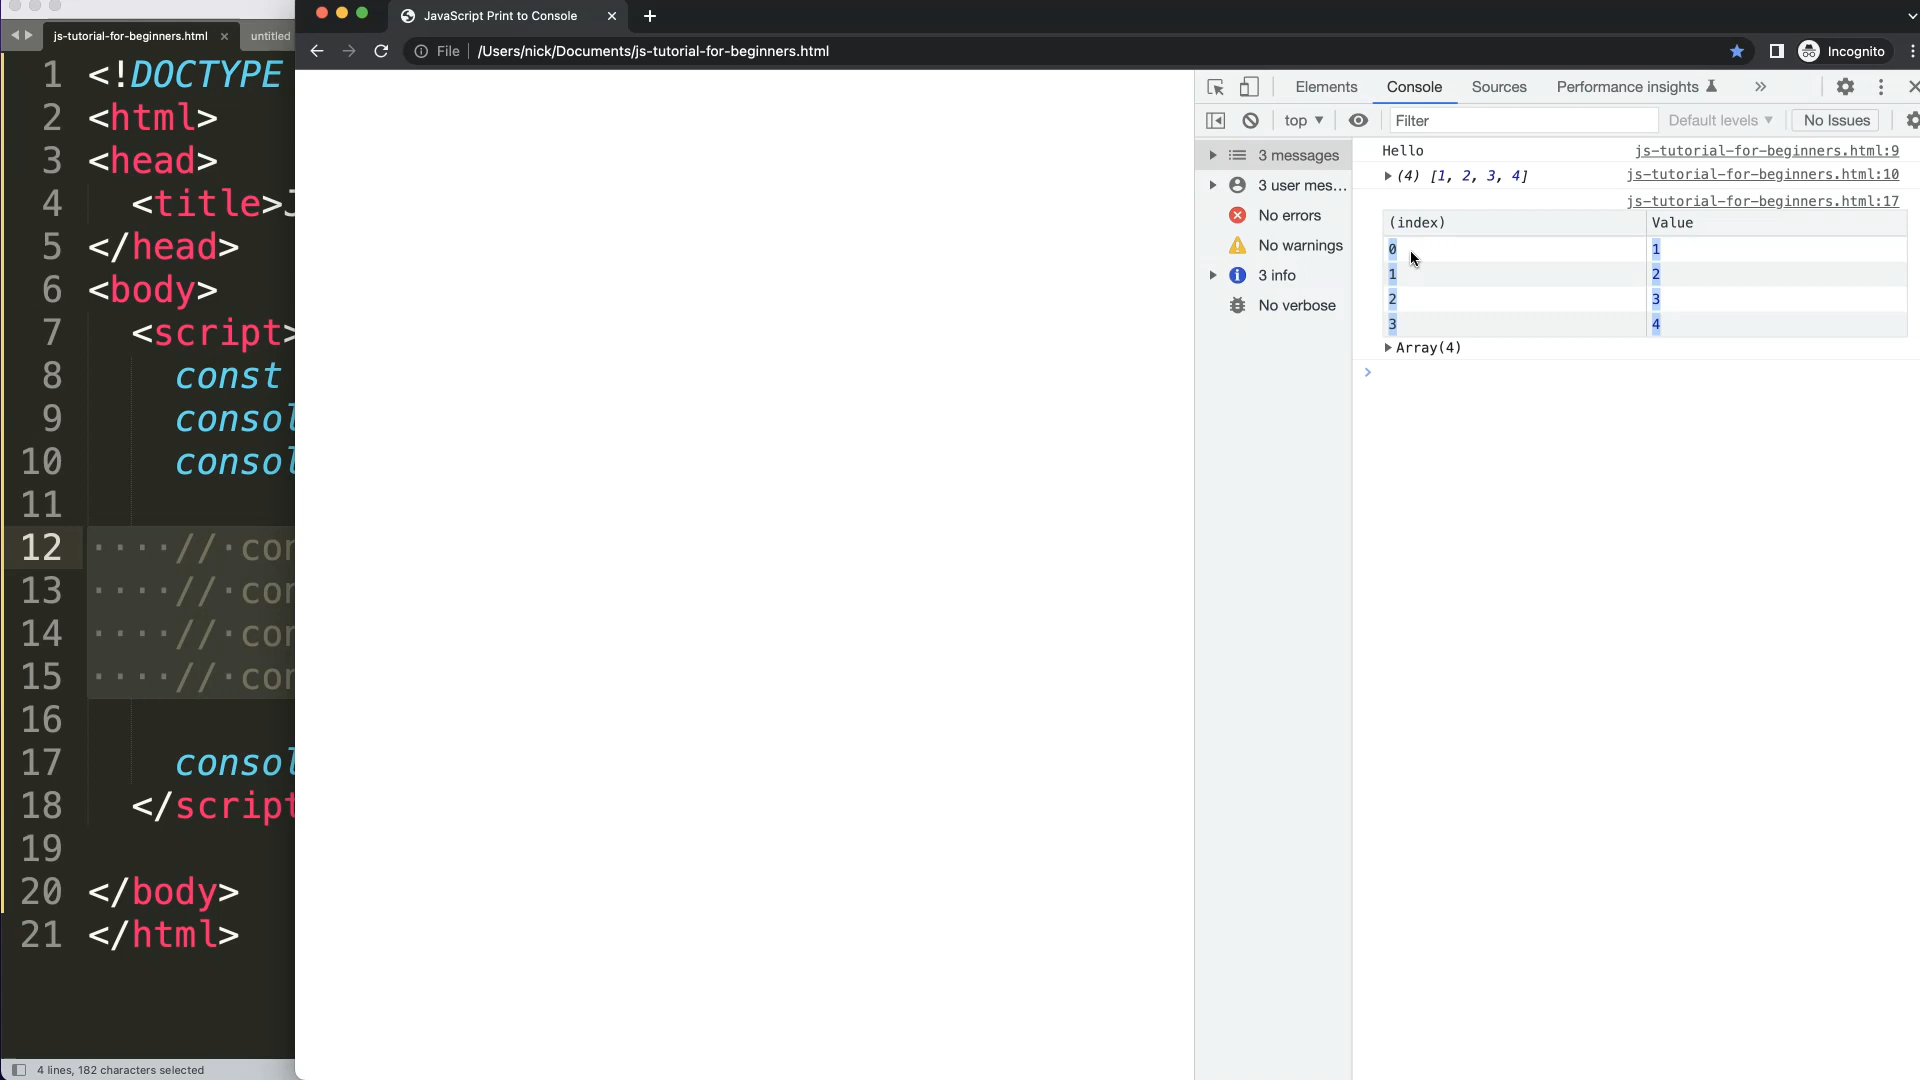 js-tutorial-for-beginners.html
untitled
1 <!DOCTYPE
2 <html>
3 <head>
4 <title>J
5 </head>
6 <body>
7 <script>
8 const
9 consol
10 consol
11
12 ····//·con
13 ····//·con
14 ····//·con
15 ····//·con
16
17 consol
18 </script
19
20 </body>
21 </html>
4 lines, 182 characters selected
JavaScript Print to Console
File | /Users/nick/Documents/js-tutorial-for-beginners.html
Incognito
Elements Console Sources Performance insights
top Filter Default levels No Issues
3 messages
3 user mes...
No errors
No warnings
3 info
No verbose
Hello js-tutorial-for-beginners.html:9
(4) [1, 2, 3, 4] js-tutorial-for-beginners.html:10
js-tutorial-for-beginners.html:17
(index) Value
0 1
1 2
2 3
3 4
Array(4)